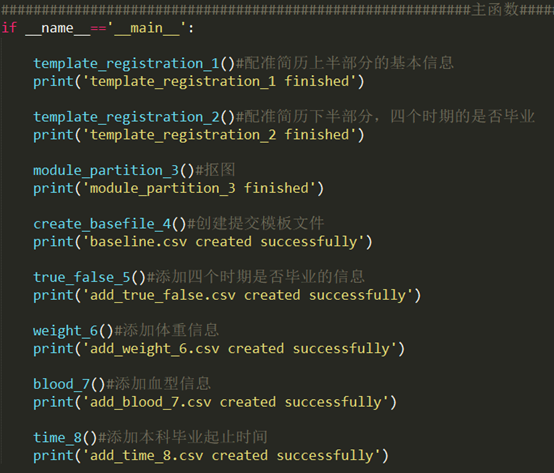 ############################################################主函数####
if __name__=='__main__':
template_registration_1()#配准简历上半部分的基本信息
print('template_registration_1 finished')
template_registration_2()#配准简历下半部分，四个时期的是否毕业
print('template_registration_2 finished')
module_partition_3()#抠图
print('module_partition_3 finished')
create_basefile_4()#创建提交模板文件
print('baseline.csv created successfully')
true_false_5()#添加四个时期是否毕业的信息
print('add_true_false.csv created successfully')
weight_6()#添加体重信息
print('add_weight_6.csv created successfully')
blood_7()#添加血型信息
print('add_blood_7.csv created successfully')
time_8()#添加本科毕业起止时间
print('add_time_8.csv created successfully')